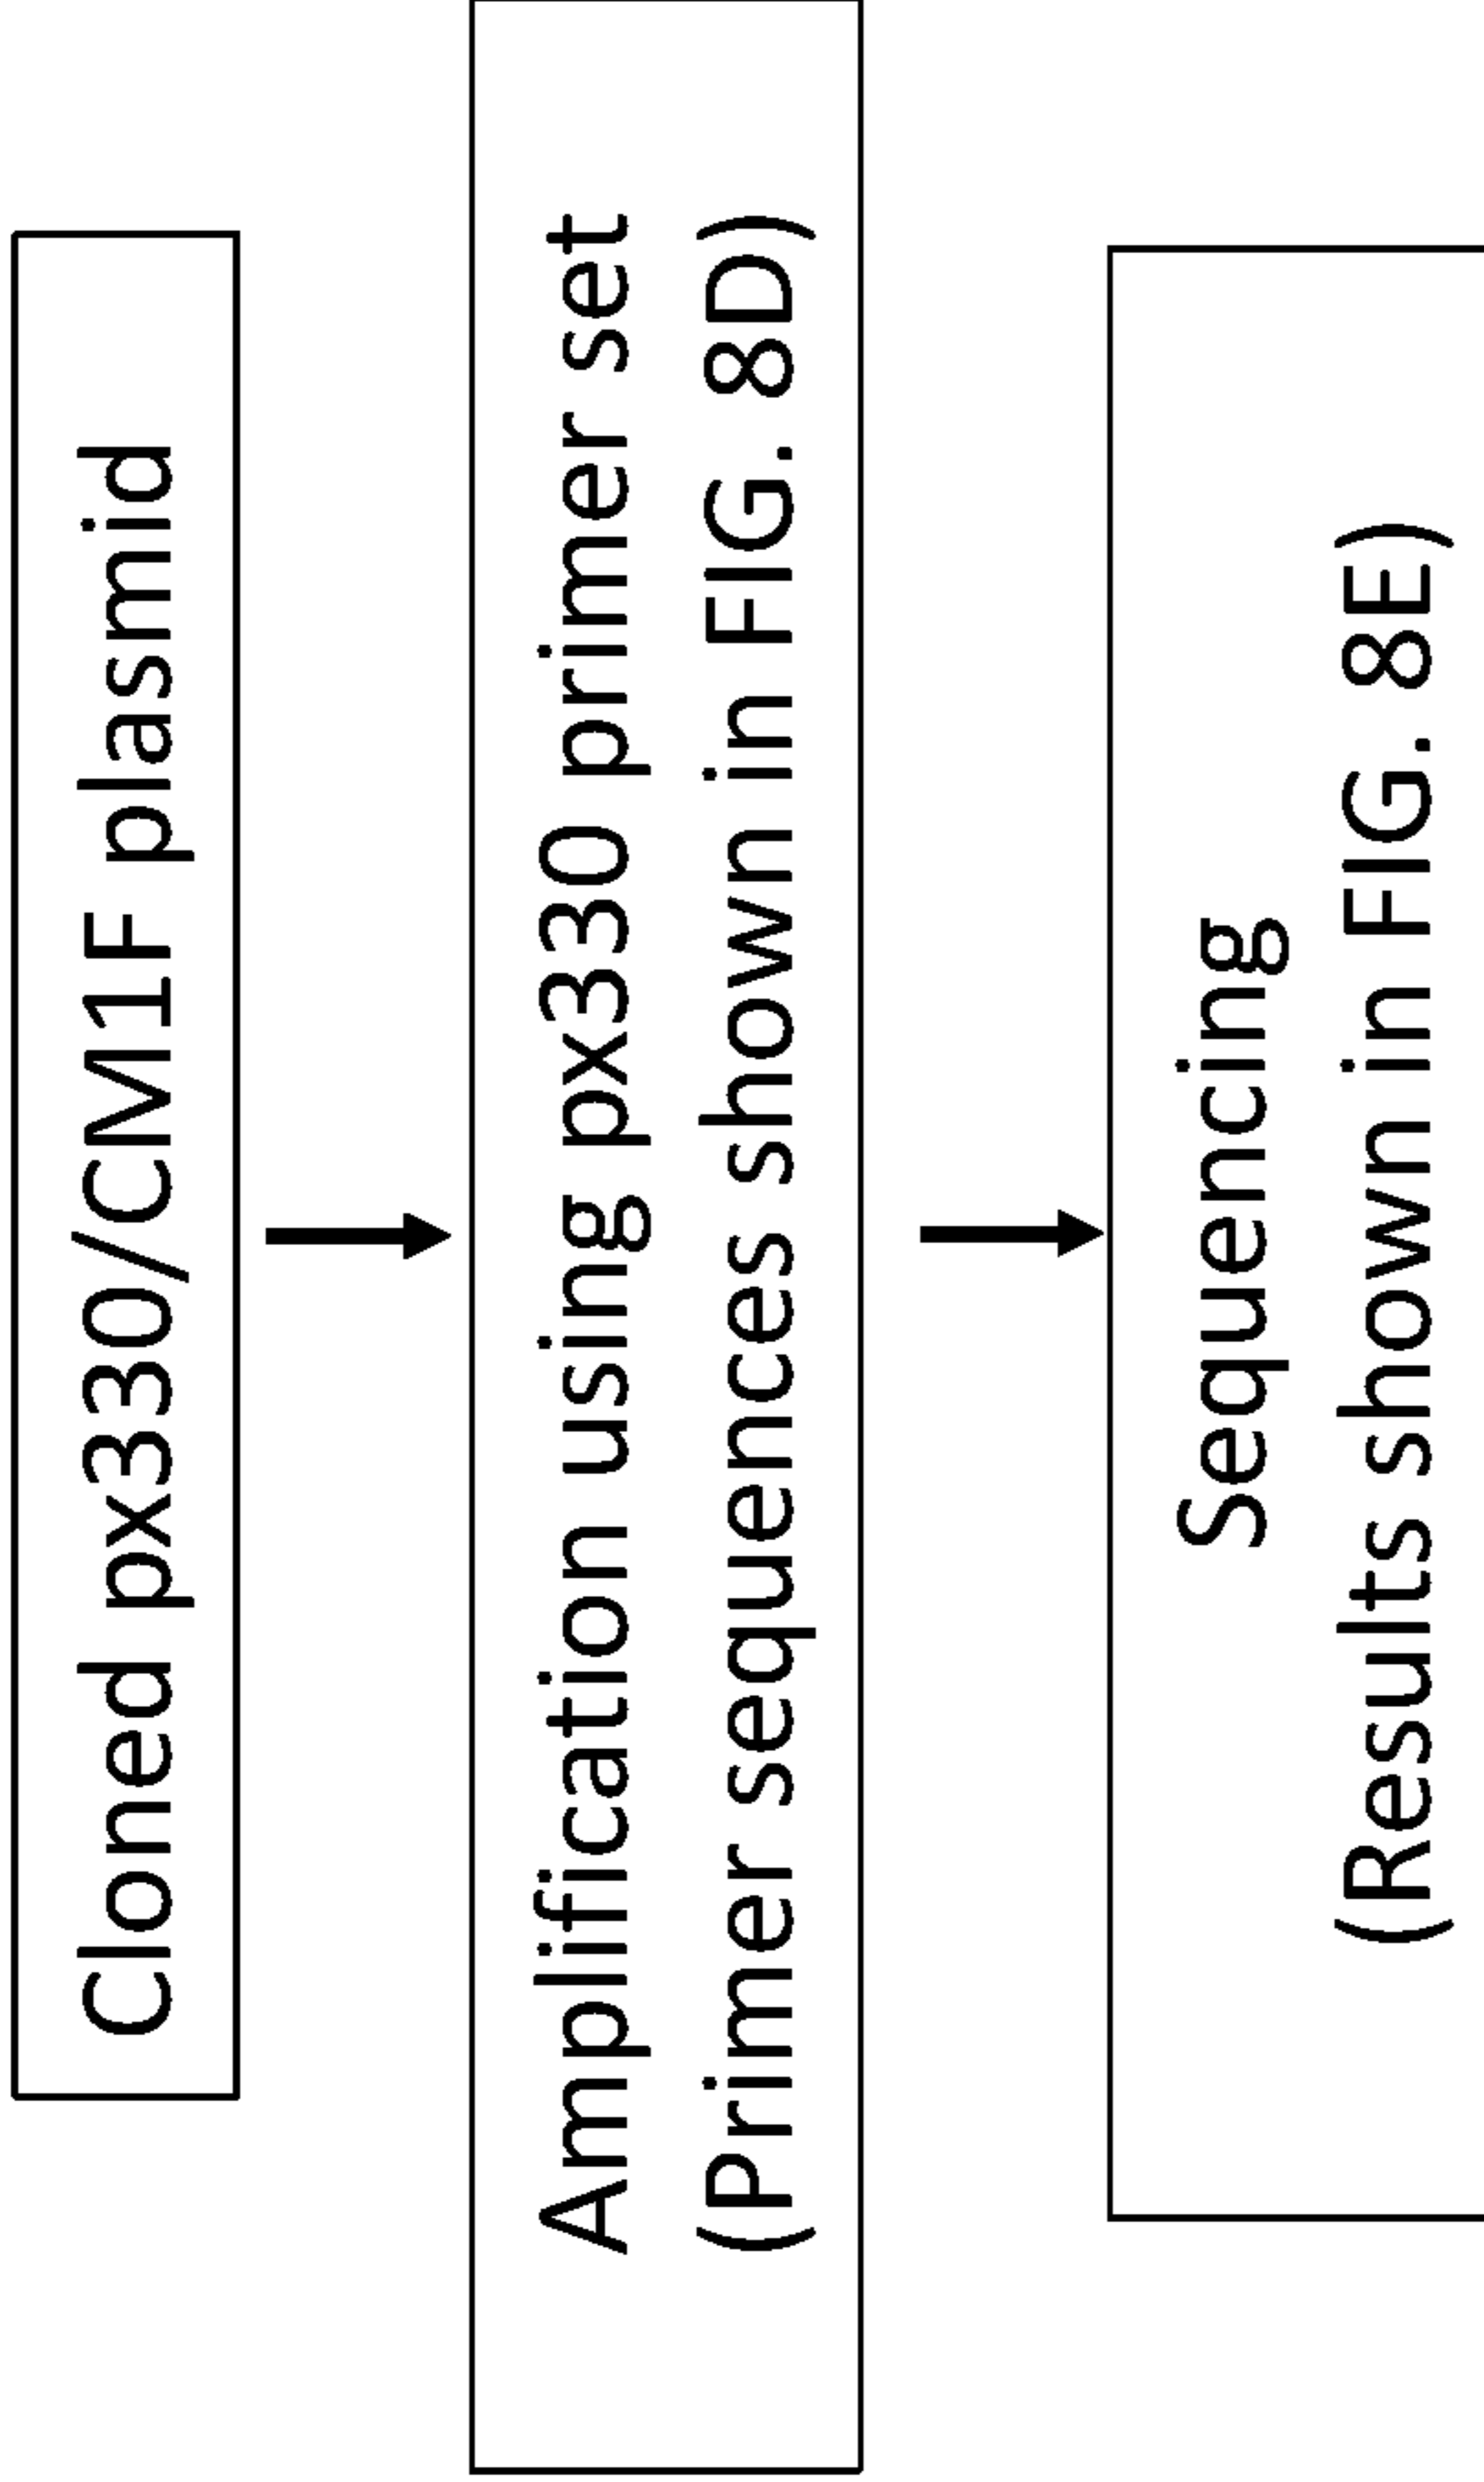 Cloned px330/CM1F plasmid
Amplification using px330 primer set
(Primer sequences shown in FIG. 8D)
Sequencing
(Results shown in FIG. 8E)